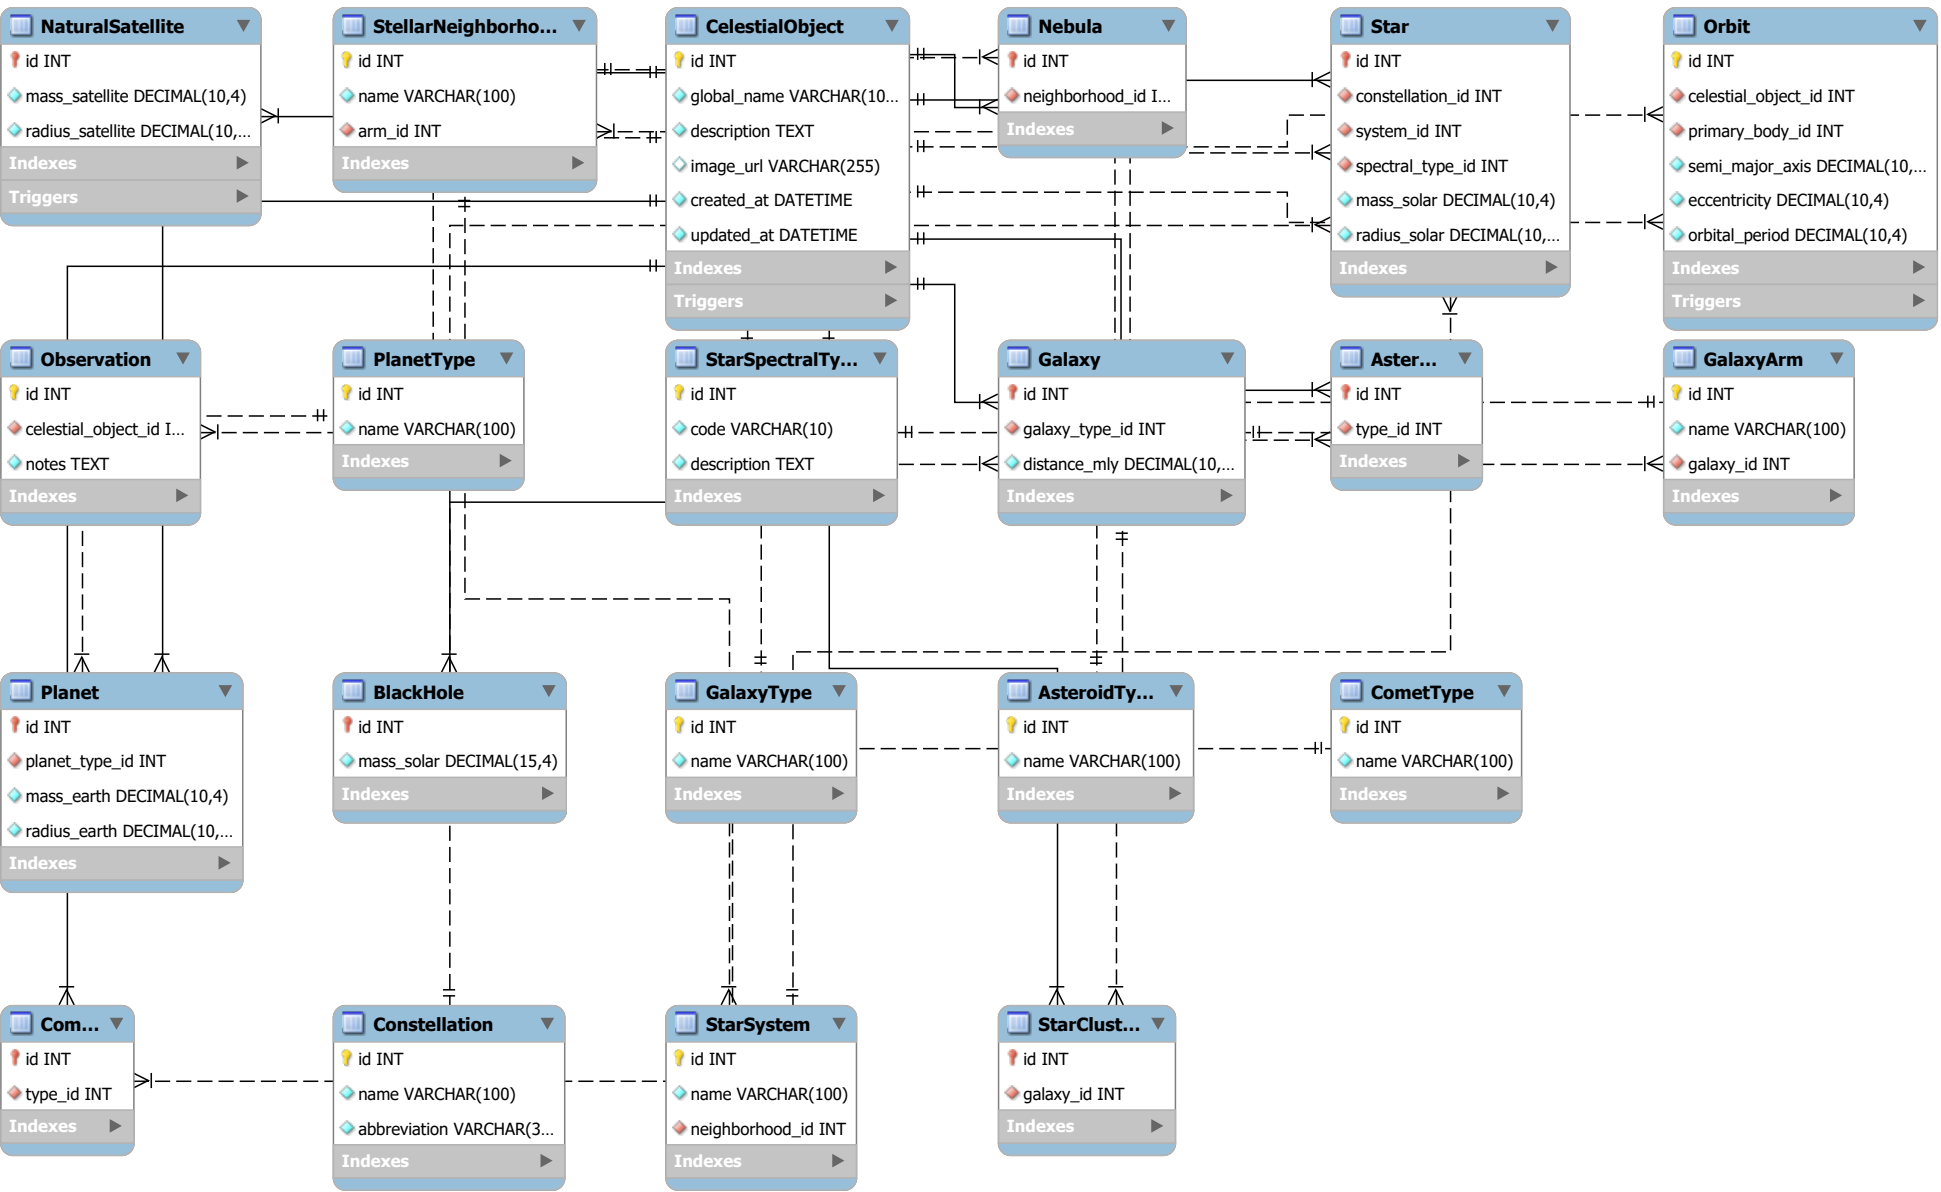 NaturalSatellite
id INT
mass_satellite DECIMAL(10,4)
radius_satellite DECIMAL(10,...
Indexes
Triggers
StellarNeighborho...
id INT
name VARCHAR(100)
arm_id INT
Indexes
CelestialObject
id INT
global_name VARCHAR(10...
description TEXT
image_url VARCHAR(255)
created_at DATETIME
updated_at DATETIME
Indexes
Triggers
Nebula
id INT
neighborhood_id I...
Indexes
Star
id INT
constellation_id INT
system_id INT
spectral_type_id INT
mass_solar DECIMAL(10,4)
radius_solar DECIMAL(10,...
Indexes
Orbit
id INT
celestial_object_id INT
primary_body_id INT
semi_major_axis DECIMAL(10,...
eccentricity DECIMAL(10,4)
orbital_period DECIMAL(10,4)
Indexes
Triggers
Observation
id INT
celestial_object_id I...
notes TEXT
Indexes
PlanetType
id INT
name VARCHAR(100)
Indexes
StarSpectralTy...
id INT
code VARCHAR(10)
description TEXT
Indexes
Galaxy
id INT
galaxy_type_id INT
distance_mly DECIMAL(10,...
Indexes
Aster...
id INT
type_id INT
Indexes
GalaxyArm
id INT
name VARCHAR(100)
galaxy_id INT
Indexes
Planet
id INT
planet_type_id INT
mass_earth DECIMAL(10,4)
radius_earth DECIMAL(10,...
Indexes
BlackHole
id INT
mass_solar DECIMAL(15,4)
Indexes
GalaxyType
id INT
name VARCHAR(100)
Indexes
AsteroidTy...
id INT
name VARCHAR(100)
Indexes
CometType
id INT
name VARCHAR(100)
Indexes
Com...
id INT
type_id INT
Indexes
Constellation
id INT
name VARCHAR(100)
abbreviation VARCHAR(3...
Indexes
StarSystem
id INT
name VARCHAR(100)
neighborhood_id INT
Indexes
StarClust...
id INT
galaxy_id INT
Indexes